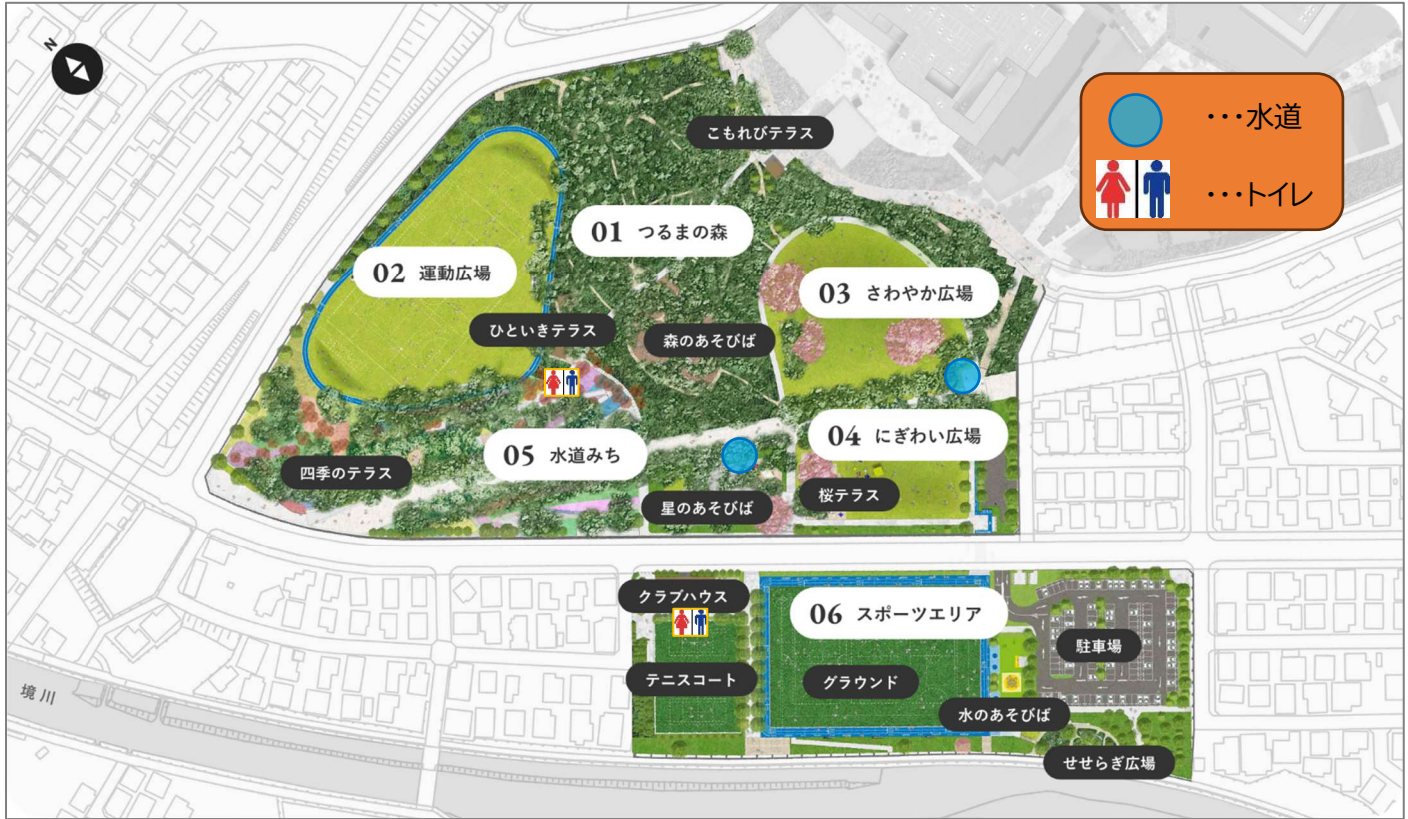 N
…水道
…トイレ
こもれびテラス
01 つるまの森
02 運動広場
03 さわやか広場
ひといきテラス
森のあそびば
04 にぎわい広場
05 水道みち
四季のテラス
桜テラス
星のあそびば
クラブハウス
06 スポーツエリア
駐車場
テニスコート
グラウンド
境川
水のあそびば
せせらぎ広場